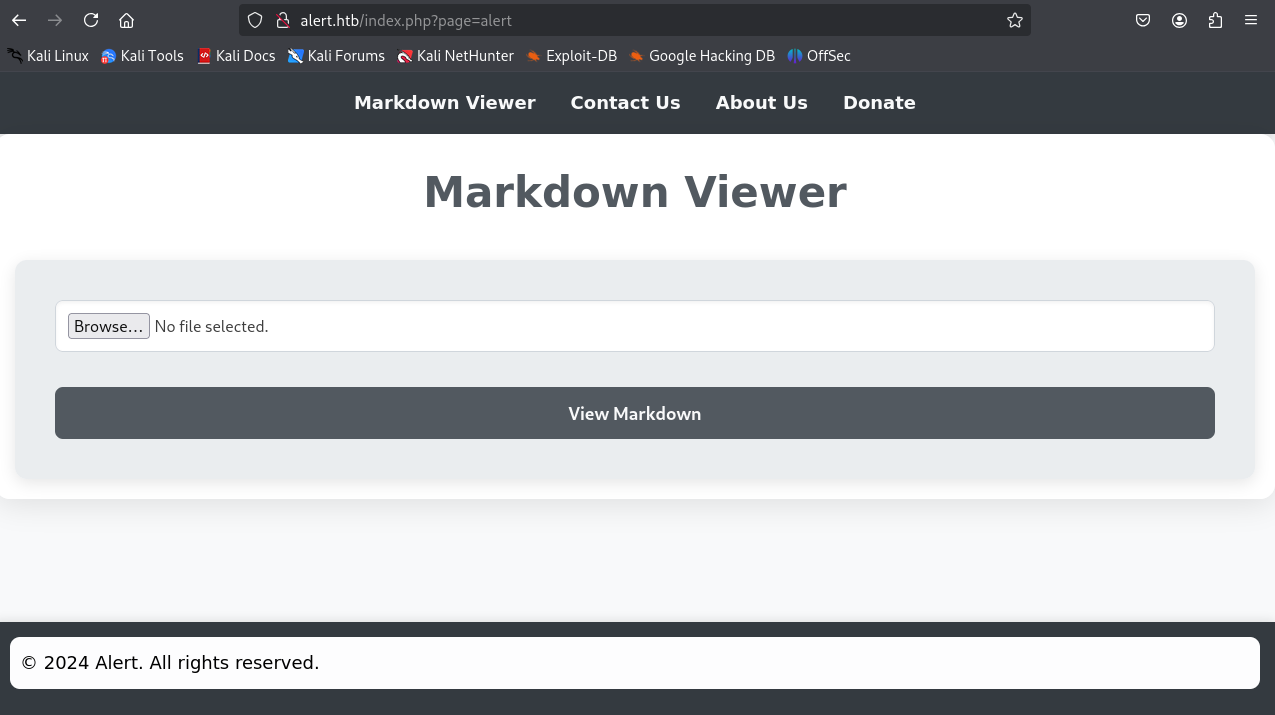 alert.htb/index.php?page=alert
Kali Linux Kali Tools Kali Docs Kali Forums Kali NetHunter Exploit-DB Google Hacking DB OffSec
Markdown Viewer Contact Us About Us Donate
Markdown Viewer
Browse... No file selected.
View Markdown
© 2024 Alert. All rights reserved.